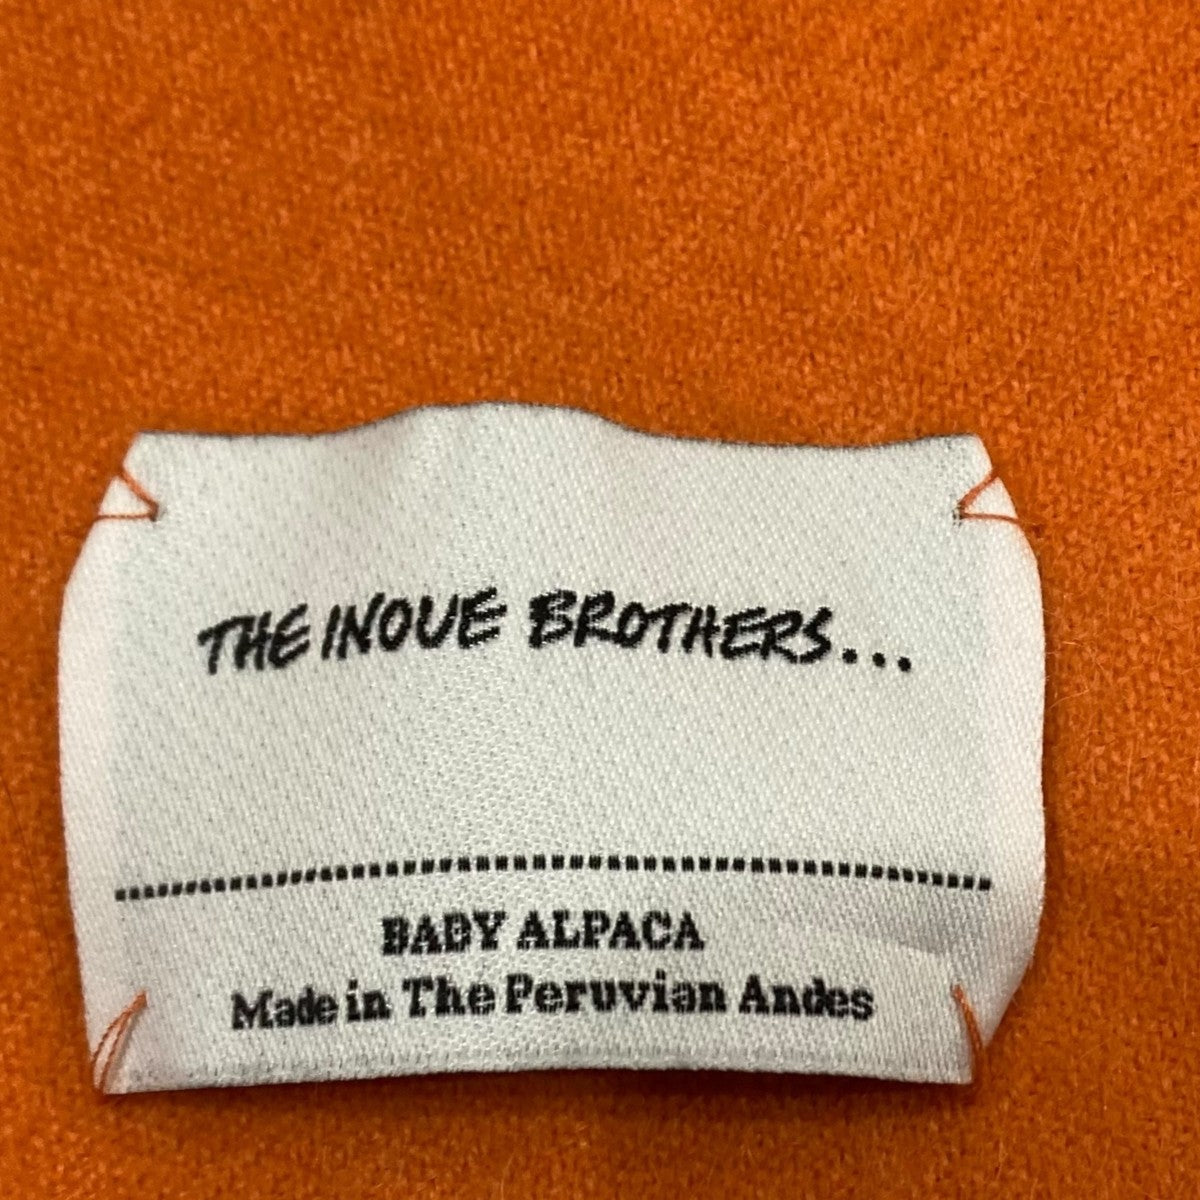 THE INOUE BROTHERS...
BABY ALPACA
Made in The Peruvian Andes